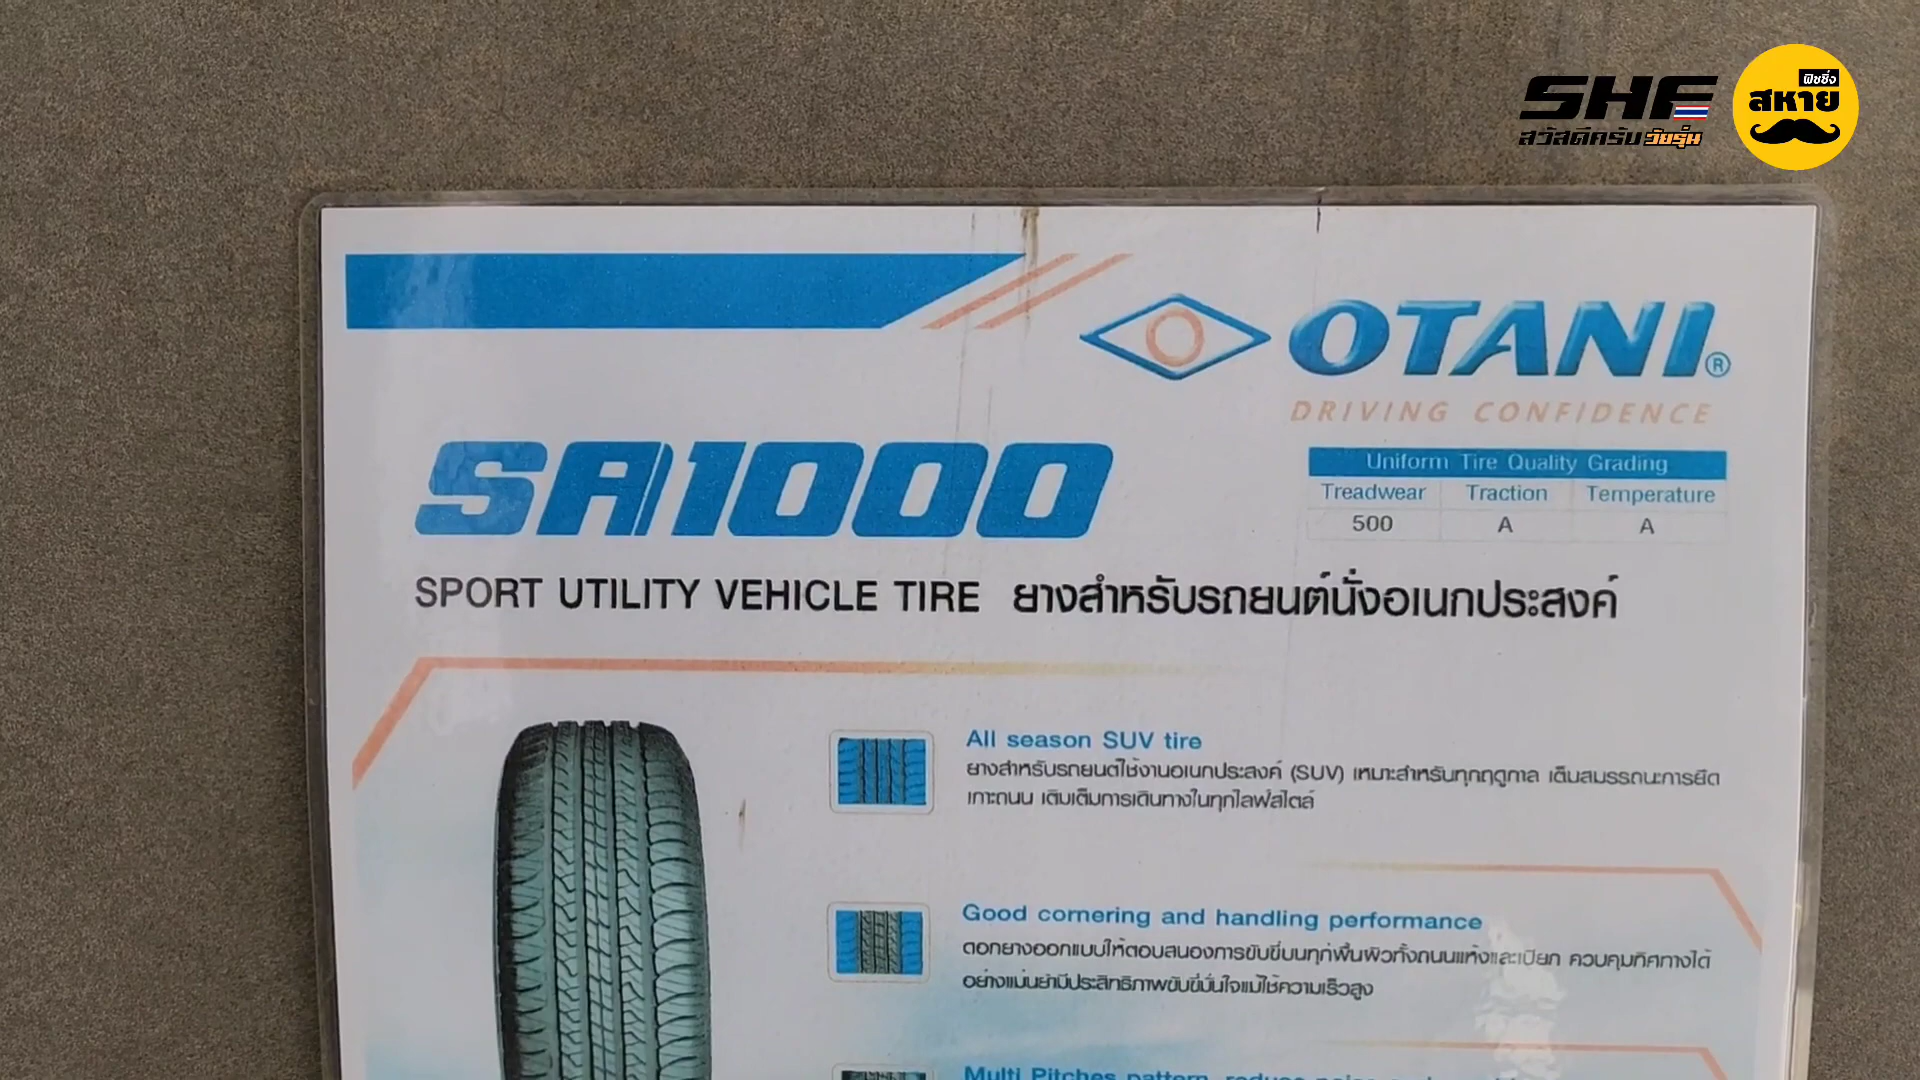 SHF
สวัสดีครับวัยรุ่น
ฟิชชิ่ง
สหาย
OTANI®
DRIVING CONFIDENCE
SA1000
Uniform Tire Quality Grading
Treadwear Traction Temperature
500 A A
SPORT UTILITY VEHICLE TIRE ยางสำหรับรถยนต์นั่งอเนกประสงค์
All season SUV tire
ยางสำหรับรถยนต์ใช้งานอเนกประสงค์ (SUV) เหมาะสำหรับทุกฤดูกาล เต็มสมรรถนะการยึด
เกาะถนน เติมเต็มการเดินทางในทุกไลฟ์สไตล์
Good cornering and handling performance
ดอกยางออกแบบให้ตอบสนองการขับขี่บนทุกพื้นผิวทั้งถนนแห้งและเปียก ควบคุมทิศทางได้
อย่างแม่นยำมีประสิทธิภาพขับขี่มั่นใจแม้ใช้ความเร็วสูง
Multi Pitches pattern, reduce noise